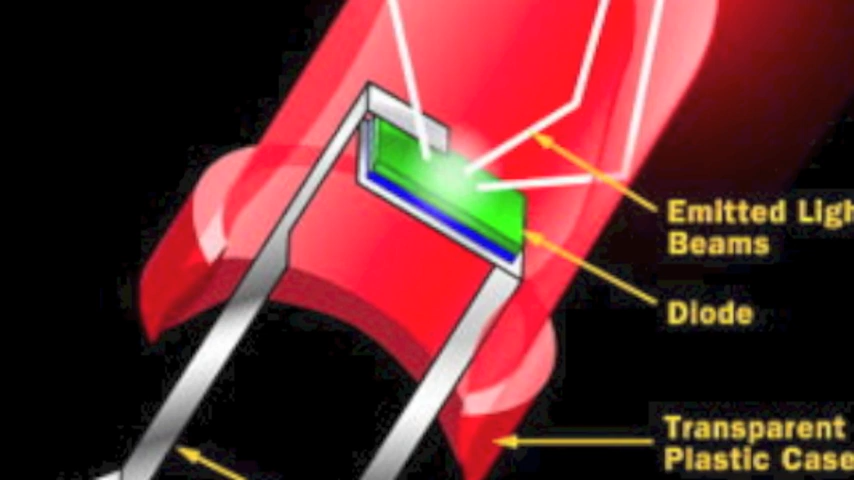 Emitted Ligh
Beams
Diode
Transparent
Plastic Case